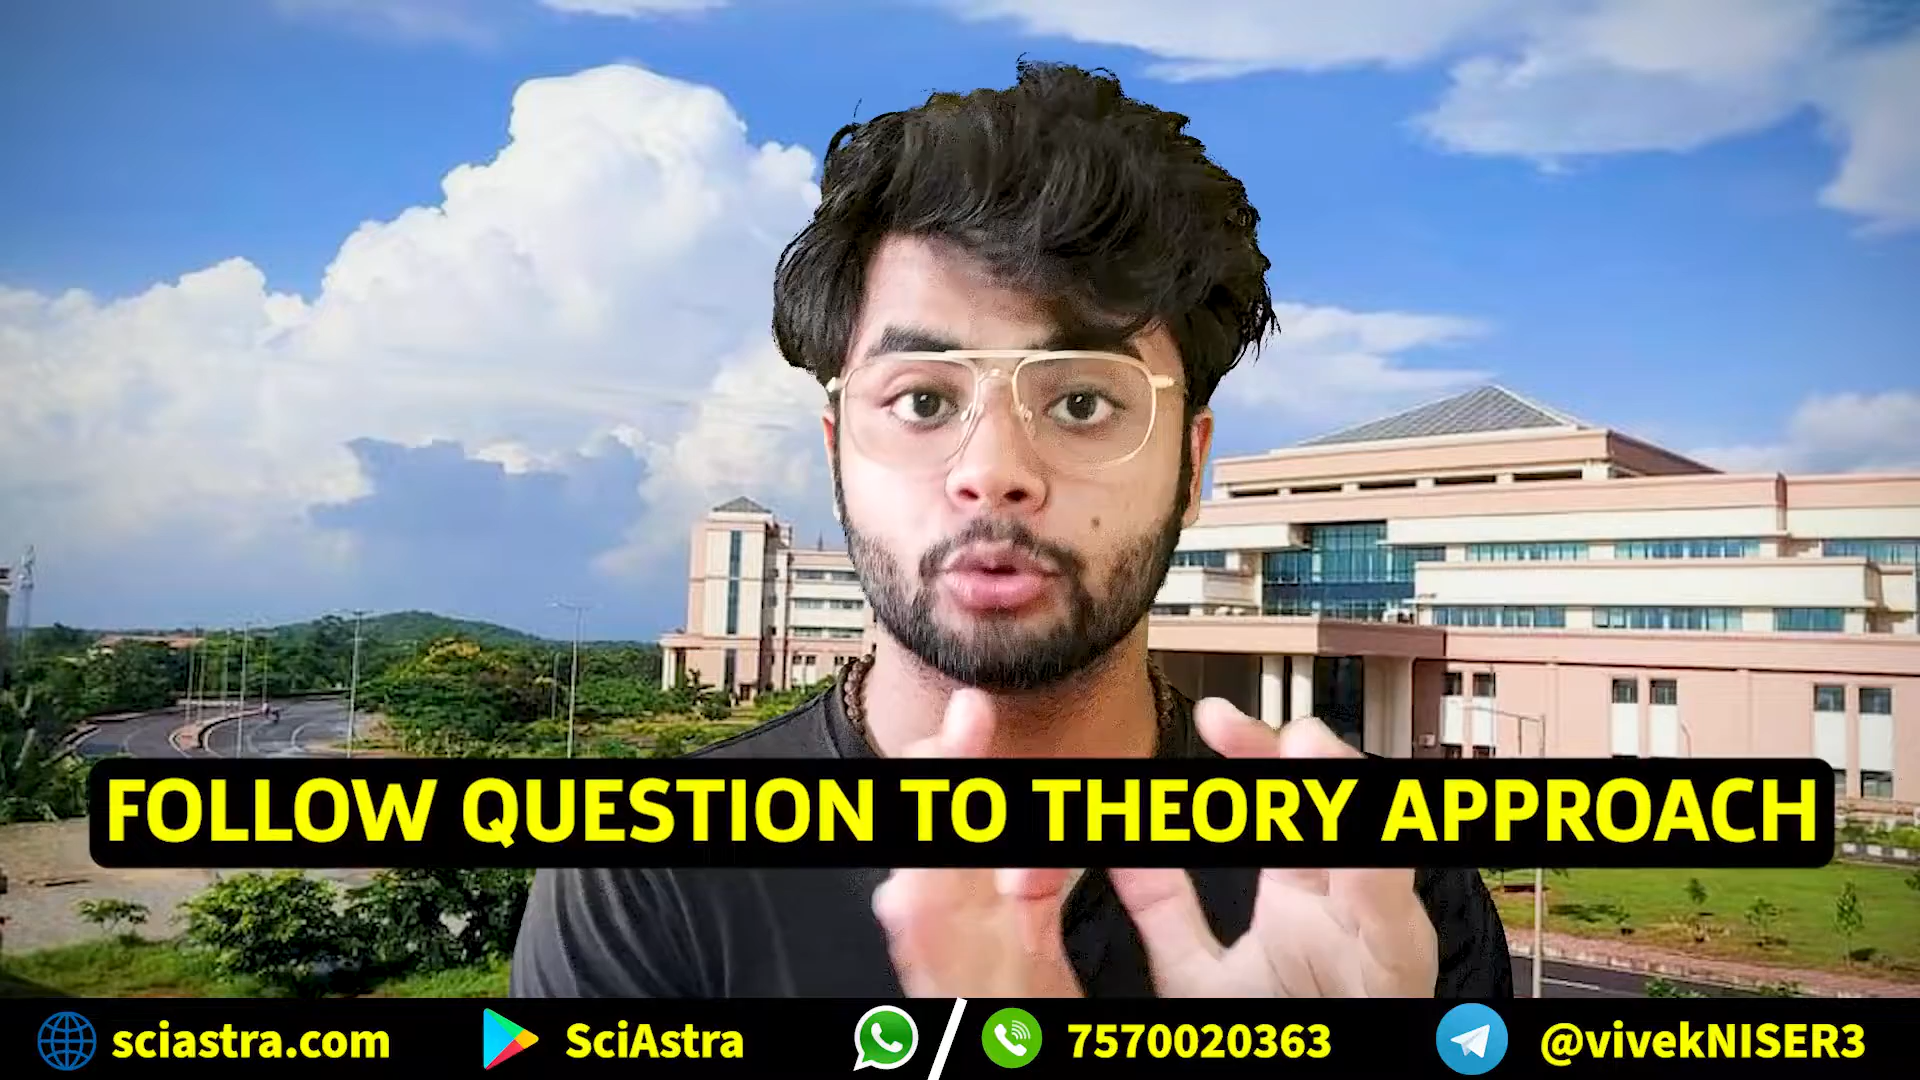 FOLLOW QUESTION TO THEORY APPROACH
sciastra.com SciAstra 7570020363 @vivekNISER3